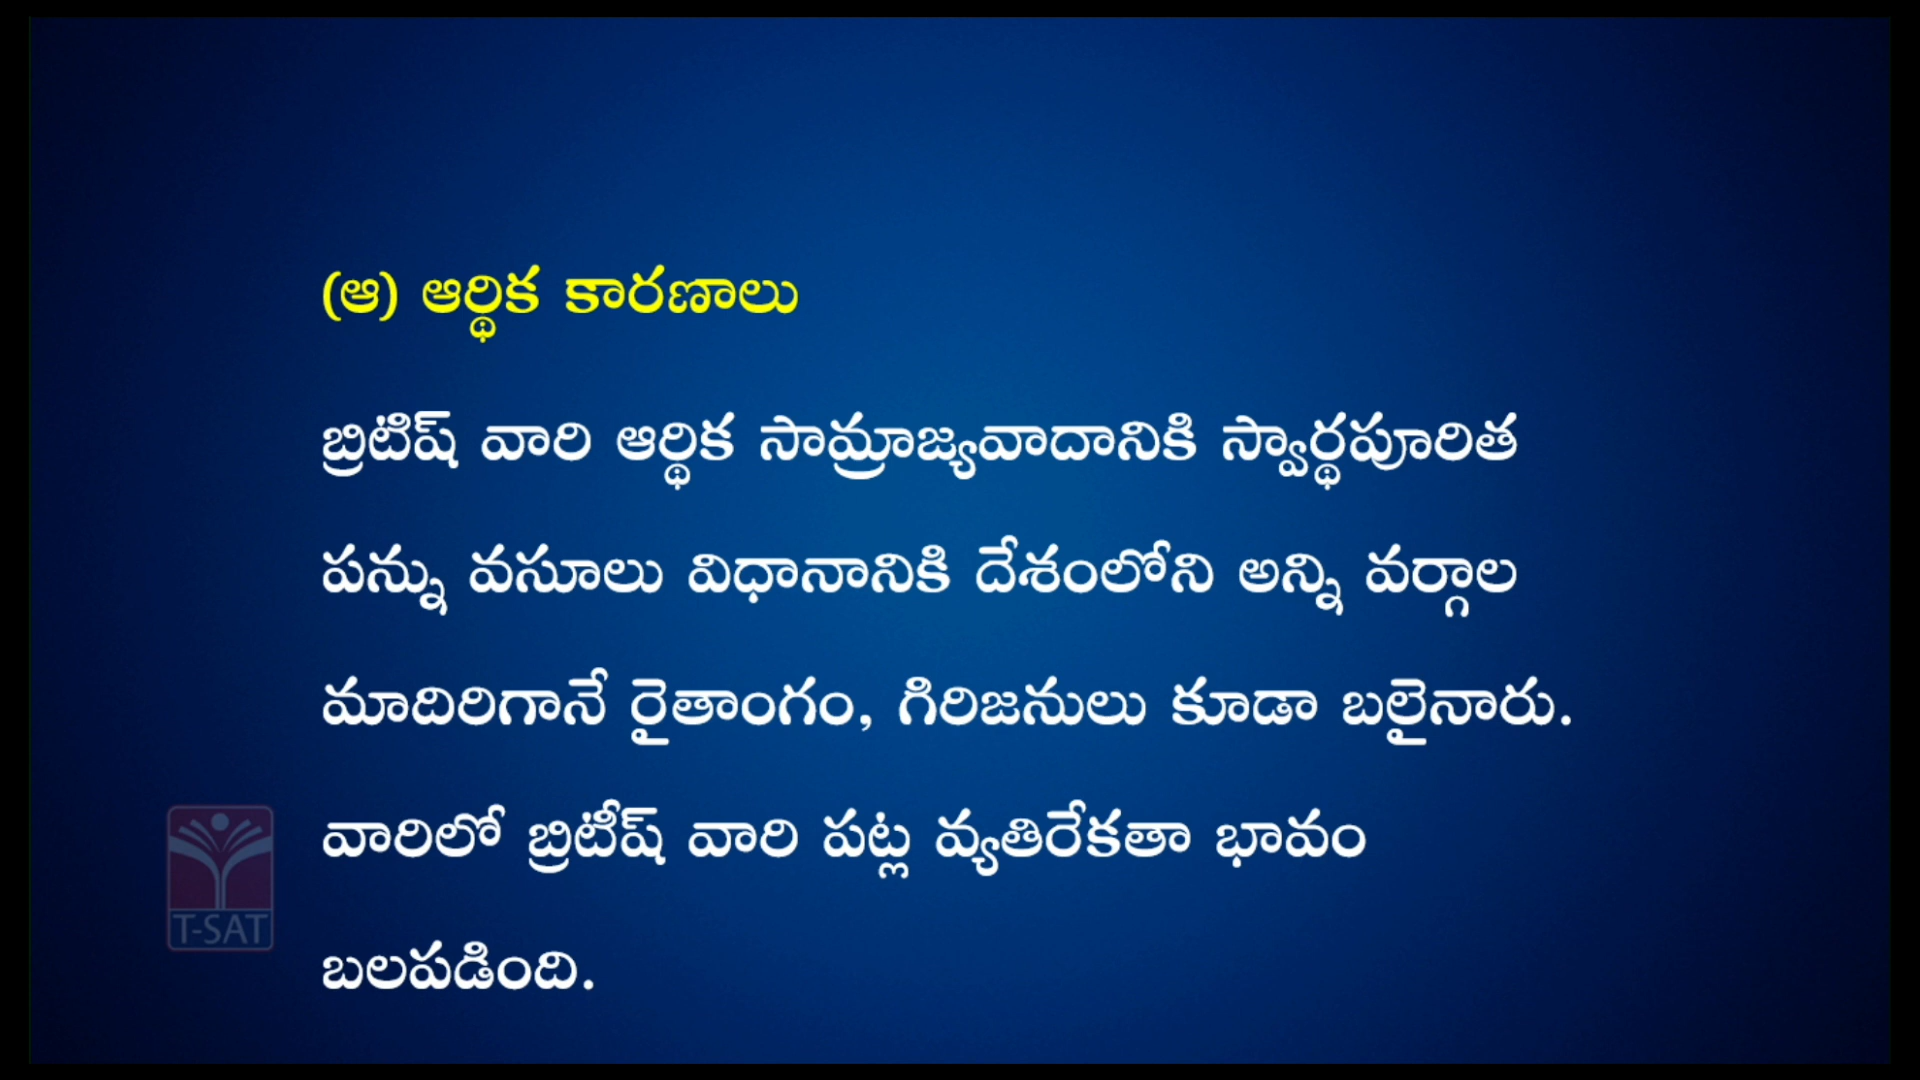 (ఆ) ఆర్థిక కారణాలు
బ్రిటిష్ వారి ఆర్థిక సామ్రాజ్యవాదానికి స్వార్థపూరిత
పన్ను వసూలు విధానానికి దేశంలోని అన్ని వర్గాల
మాదిరిగానే రైతాంగం, గిరిజనులు కూడా బలైనారు.
వారిలో బ్రిటీష్ వారి పట్ల వ్యతిరేకతా భావం
బలపడింది.
T-SAT